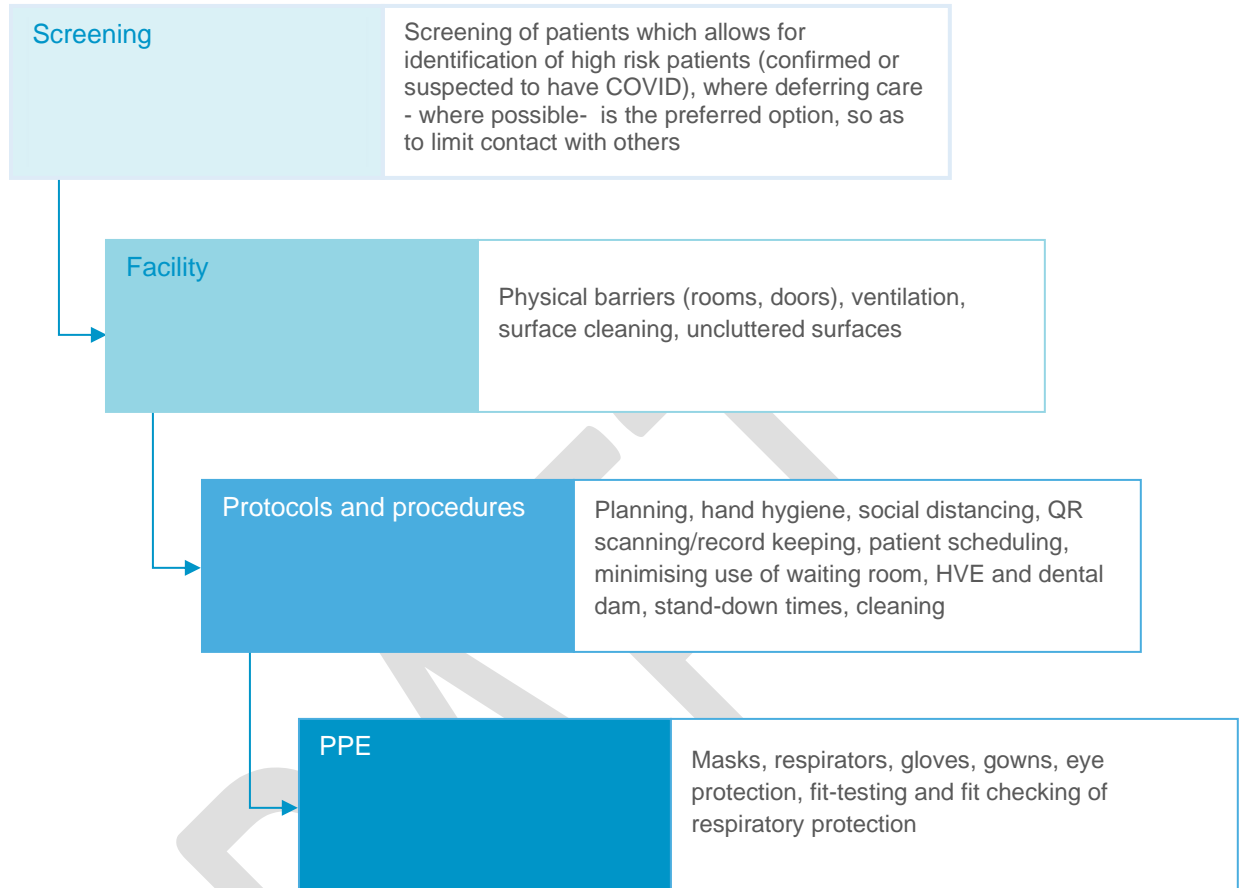 Screening
Screening of patients which allows for
identification of high risk patients (confirmed or
suspected to have COVID), where deferring care
- where possible-  is the preferred option, so as
to limit contact with others
Facility
Physical barriers (rooms, doors), ventilation,
surface cleaning, uncluttered surfaces
Protocols and procedures
Planning, hand hygiene, social distancing, QR
scanning/record keeping, patient scheduling,
minimising use of waiting room, HVE and dental
dam, stand-down times, cleaning
PPE
Masks, respirators, gloves, gowns, eye
protection, fit-testing and fit checking of
respiratory protection
DRAFT